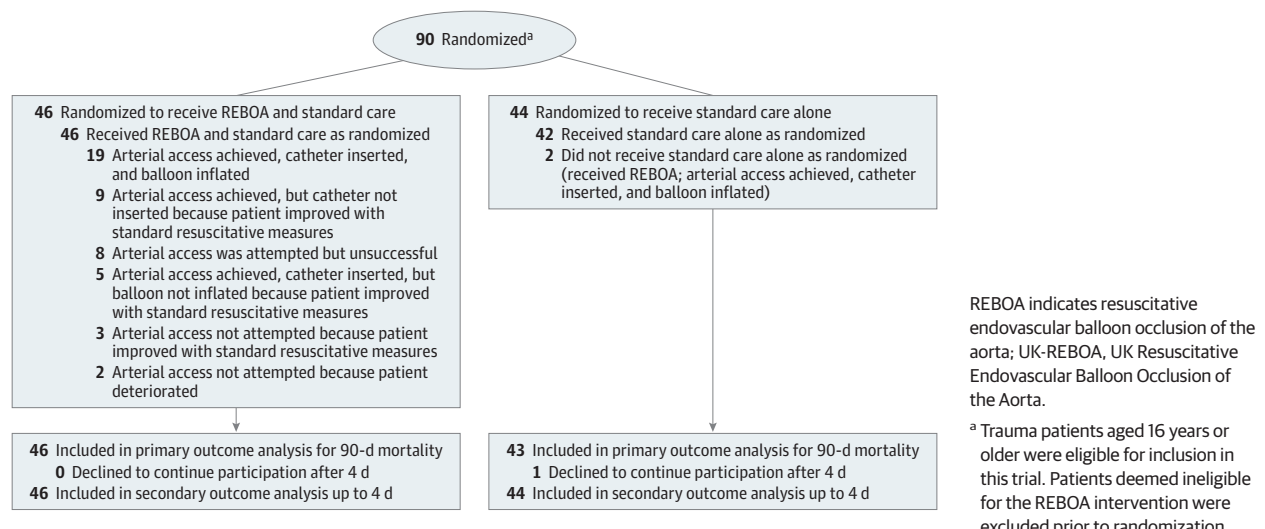 90 Randomizedᵃ
46 Randomized to receive REBOA and standard care
46 Received REBOA and standard care as randomized
19 Arterial access achieved, catheter inserted,
and balloon inflated
9 Arterial access achieved, but catheter not
inserted because patient improved with
standard resuscitative measures
8 Arterial access was attempted but unsuccessful
5 Arterial access achieved, catheter inserted, but
balloon not inflated because patient improved
with standard resuscitative measures
3 Arterial access not attempted because patient
improved with standard resuscitative measures
2 Arterial access not attempted because patient
deteriorated
44 Randomized to receive standard care alone
42 Received standard care alone as randomized
2 Did not receive standard care alone as randomized
(received REBOA; arterial access achieved, catheter
inserted, and balloon inflated)
46 Included in primary outcome analysis for 90-d mortality
0 Declined to continue participation after 4 d
46 Included in secondary outcome analysis up to 4 d
43 Included in primary outcome analysis for 90-d mortality
1 Declined to continue participation after 4 d
44 Included in secondary outcome analysis up to 4 d
REBOA indicates resuscitative
endovascular balloon occlusion of the
aorta; UK-REBOA, UK Resuscitative
Endovascular Balloon Occlusion of
the Aorta.
ᵃ Trauma patients aged 16 years or
older were eligible for inclusion in
this trial. Patients deemed ineligible
for the REBOA intervention were
excluded prior to randomization